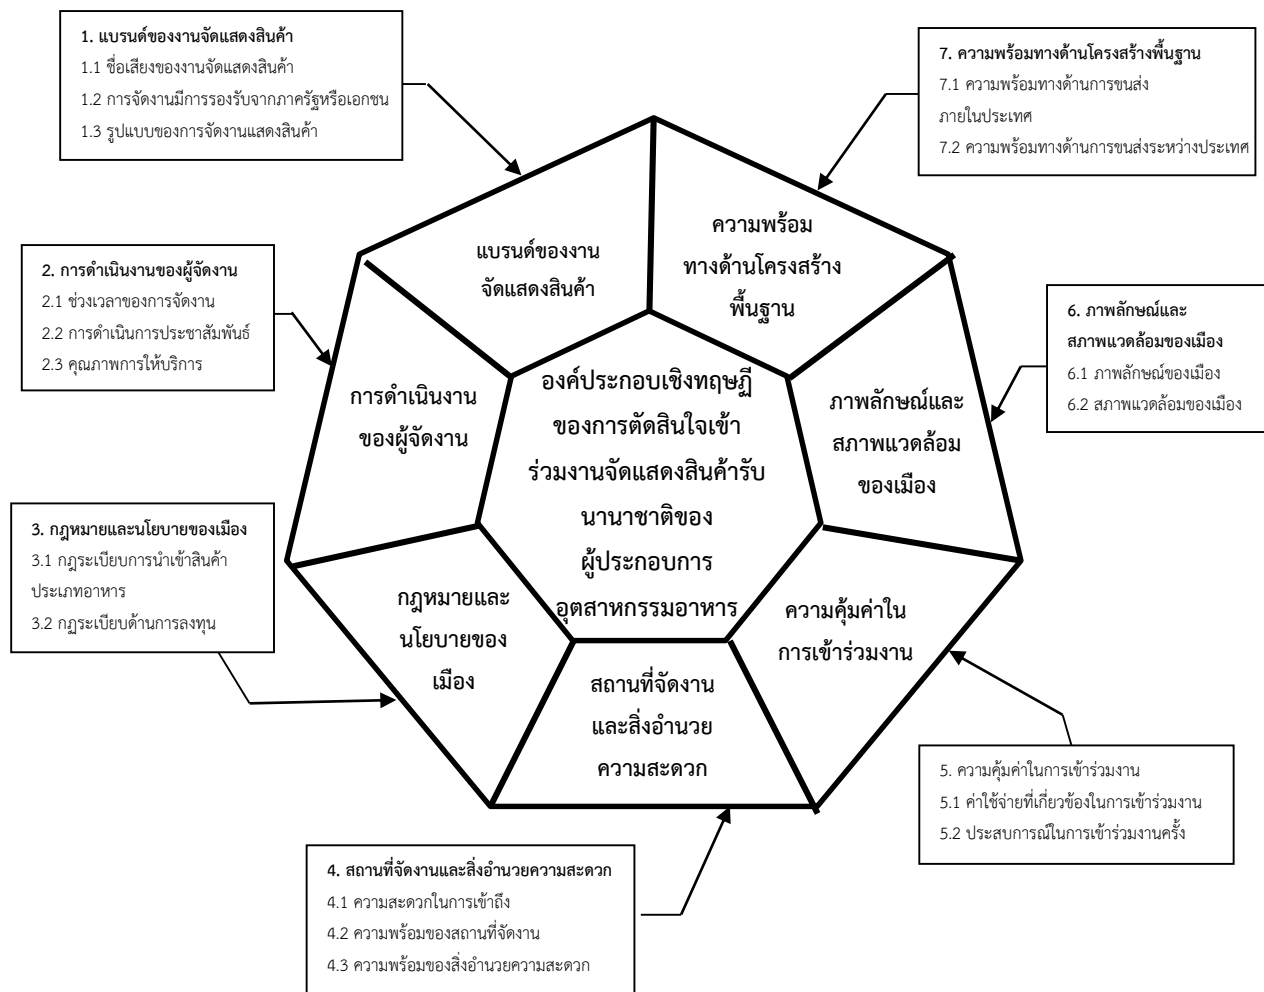 1. แบรนด์ของงานจัดแสดงสินค้า
1.1 ชื่อเสียงของงานจัดแสดงสินค้า
1.2 การจัดงานมีการรองรับจากภาครัฐหรือเอกชน
1.3 รูปแบบของการจัดงานแสดงสินค้า
7. ความพร้อมทางด้านโครงสร้างพื้นฐาน
7.1 ความพร้อมทางด้านการขนส่ง
ภายในประเทศ
7.2 ความพร้อมทางด้านการขนส่งระหว่างประเทศ
2. การดำเนินงานของผู้จัดงาน
2.1 ช่วงเวลาของการจัดงาน
2.2 การดำเนินการประชาสัมพันธ์
2.3 คุณภาพการให้บริการ
6. ภาพลักษณ์และ
สภาพแวดล้อมของเมือง
6.1 ภาพลักษณ์ของเมือง
6.2 สภาพแวดล้อมของเมือง
แบรนด์ของงาน
จัดแสดงสินค้า
ความพร้อม
ทางด้านโครงสร้าง
พื้นฐาน
การดำเนินงาน
ของผู้จัดงาน
องค์ประกอบเชิงทฤษฏี
ของการตัดสินใจเข้า
ร่วมงานจัดแสดงสินค้ารับ
นานาชาติของ
ผู้ประกอบการ
อุตสาหกรรมอาหาร
ภาพลักษณ์และ
สภาพแวดล้อม
ของเมือง
3. กฎหมายและนโยบายของเมือง
3.1 กฎระเบียบการนำเข้าสินค้า
ประเภทอาหาร
3.2 กฏระเบียบด้านการลงทุน
กฎหมายและ
นโยบายของ
เมือง
ความคุ้มค่าใน
การเข้าร่วมงาน
สถานที่จัดงาน
และสิ่งอำนวย
ความสะดวก
5. ความคุ้มค่าในการเข้าร่วมงาน
5.1 ค่าใช้จ่ายที่เกี่ยวข้องในการเข้าร่วมงาน
5.2 ประสบการณ์ในการเข้าร่วมงานครั้ง
4. สถานที่จัดงานและสิ่งอำนวยความสะดวก
4.1 ความสะดวกในการเข้าถึง
4.2 ความพร้อมของสถานที่จัดงาน
4.3 ความพร้อมของสิ่งอำนวยความสะดวก